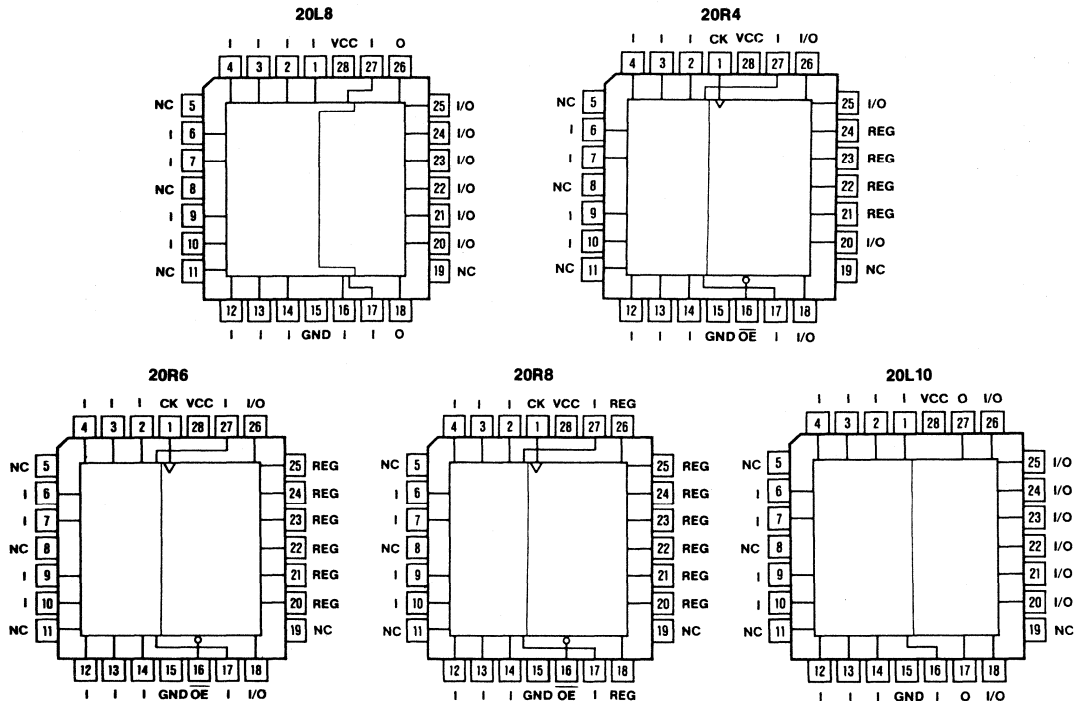 20L8
I I I I VCC I O
4 3 2 1 28 27 26
NC 5 25 I/O
I 6 24 I/O
I 7 23 I/O
NC 8 22 I/O
I 9 21 I/O
I 10 20 I/O
NC 11 19 NC
12 13 14 15 16 17 18
I I I GND I I O
20R4
I I I CK VCC I I/O
4 3 2 1 28 27 26
NC 5 25 I/O
I 6 24 REG
I 7 23 REG
NC 8 22 REG
I 9 21 REG
I 10 20 I/O
NC 11 19 NC
12 13 14 15 16 17 18
I I I GND O̅E̅ I I/O
20R6
I I I CK VCC I I/O
4 3 2 1 28 27 26
NC 5 25 REG
I 6 24 REG
I 7 23 REG
NC 8 22 REG
I 9 21 REG
I 10 20 REG
NC 11 19 NC
12 13 14 15 16 17 18
I I I GND O̅E̅ I I/O
20R8
I I I CK VCC I REG
4 3 2 1 28 27 26
NC 5 25 REG
I 6 24 REG
I 7 23 REG
NC 8 22 REG
I 9 21 REG
I 10 20 REG
NC 11 19 NC
12 13 14 15 16 17 18
I I I GND O̅E̅ I REG
20L10
I I I I VCC O I/O
4 3 2 1 28 27 26
NC 5 25 I/O
I 6 24 I/O
I 7 23 I/O
NC 8 22 I/O
I 9 21 I/O
I 10 20 I/O
NC 11 19 NC
12 13 14 15 16 17 18
I I I GND I O I/O